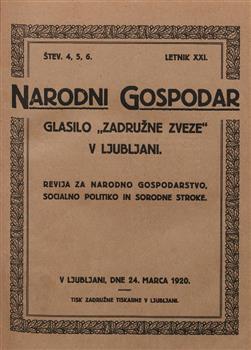 ŠTEV. 4, 5, 6. LETNIK XXI.
NARODNI GOSPODAR
GLASILO „ZADRUŽNE ZVEZE“
V LJUBLJANI.
REVIJA ZA NARODNO GOSPODARSTVO,
SOCIALNO POLITIKO IN SORODNE STROKE.
V LJUBLJANI, DNE 24. MARCA 1920.
TISK ZADRUŽNE TISKARNE V LJUBLJANI.